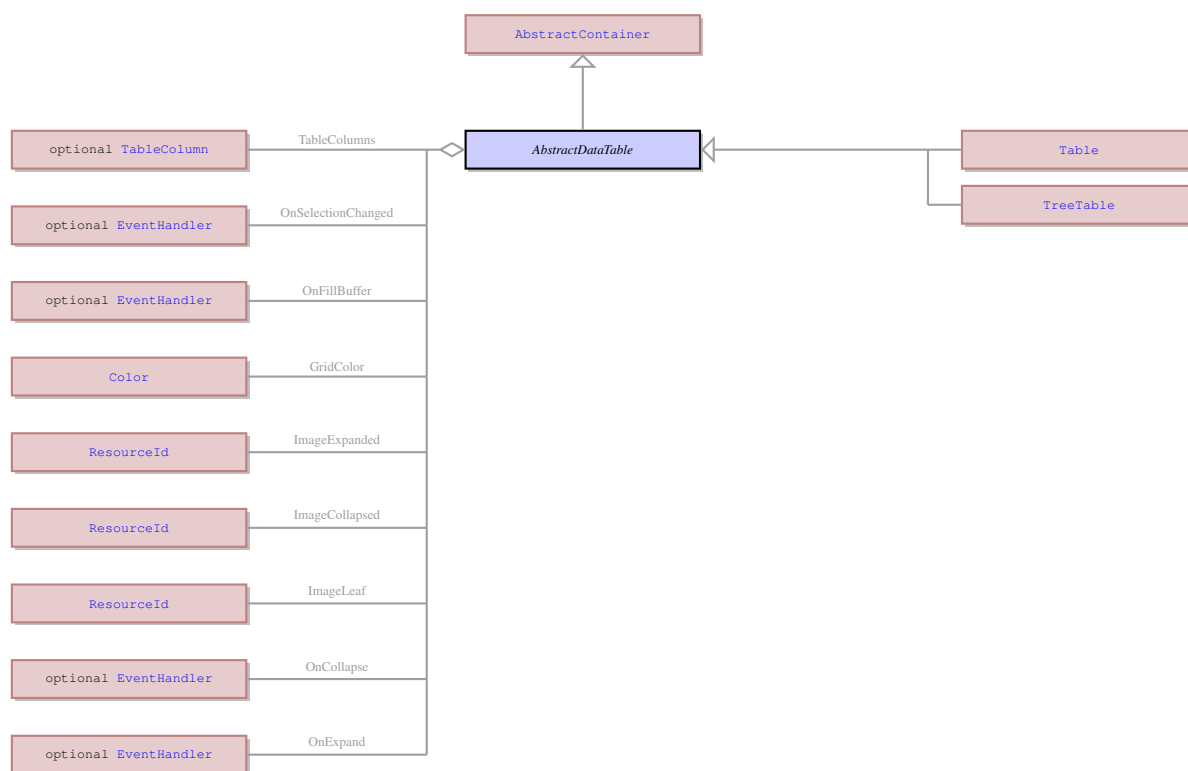 AbstractContainer
optional TableColumn
TableColumns
AbstractDataTable
Table
TreeTable
optional EventHandler
OnSelectionChanged
optional EventHandler
OnFillBuffer
Color
GridColor
ResourceId
ImageExpanded
ResourceId
ImageCollapsed
ResourceId
ImageLeaf
optional EventHandler
OnCollapse
optional EventHandler
OnExpand